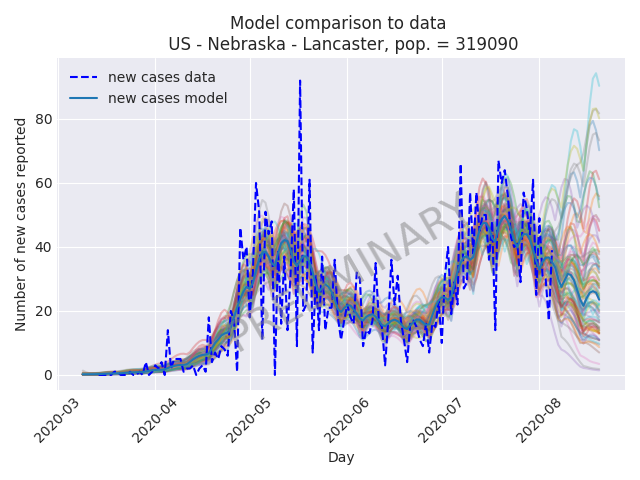 Model comparison to data
US - Nebraska - Lancaster, pop. = 319090
new cases data
new cases model
PRELIMINARY
Number of new cases reported
80
60
40
20
0
2020-03
2020-04
2020-05
2020-06
2020-07
2020-08
Day